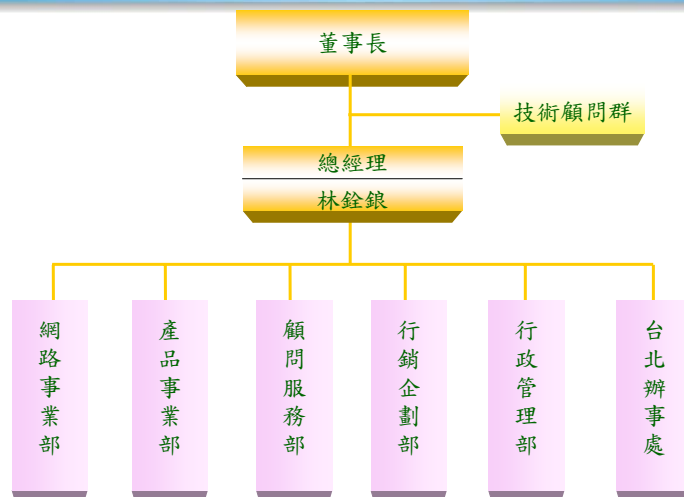 董事長
技術顧問群
總經理
林銓鋃
網路事業部
產品事業部
顧問服務部
行銷企劃部
行政管理部
台北辦事處